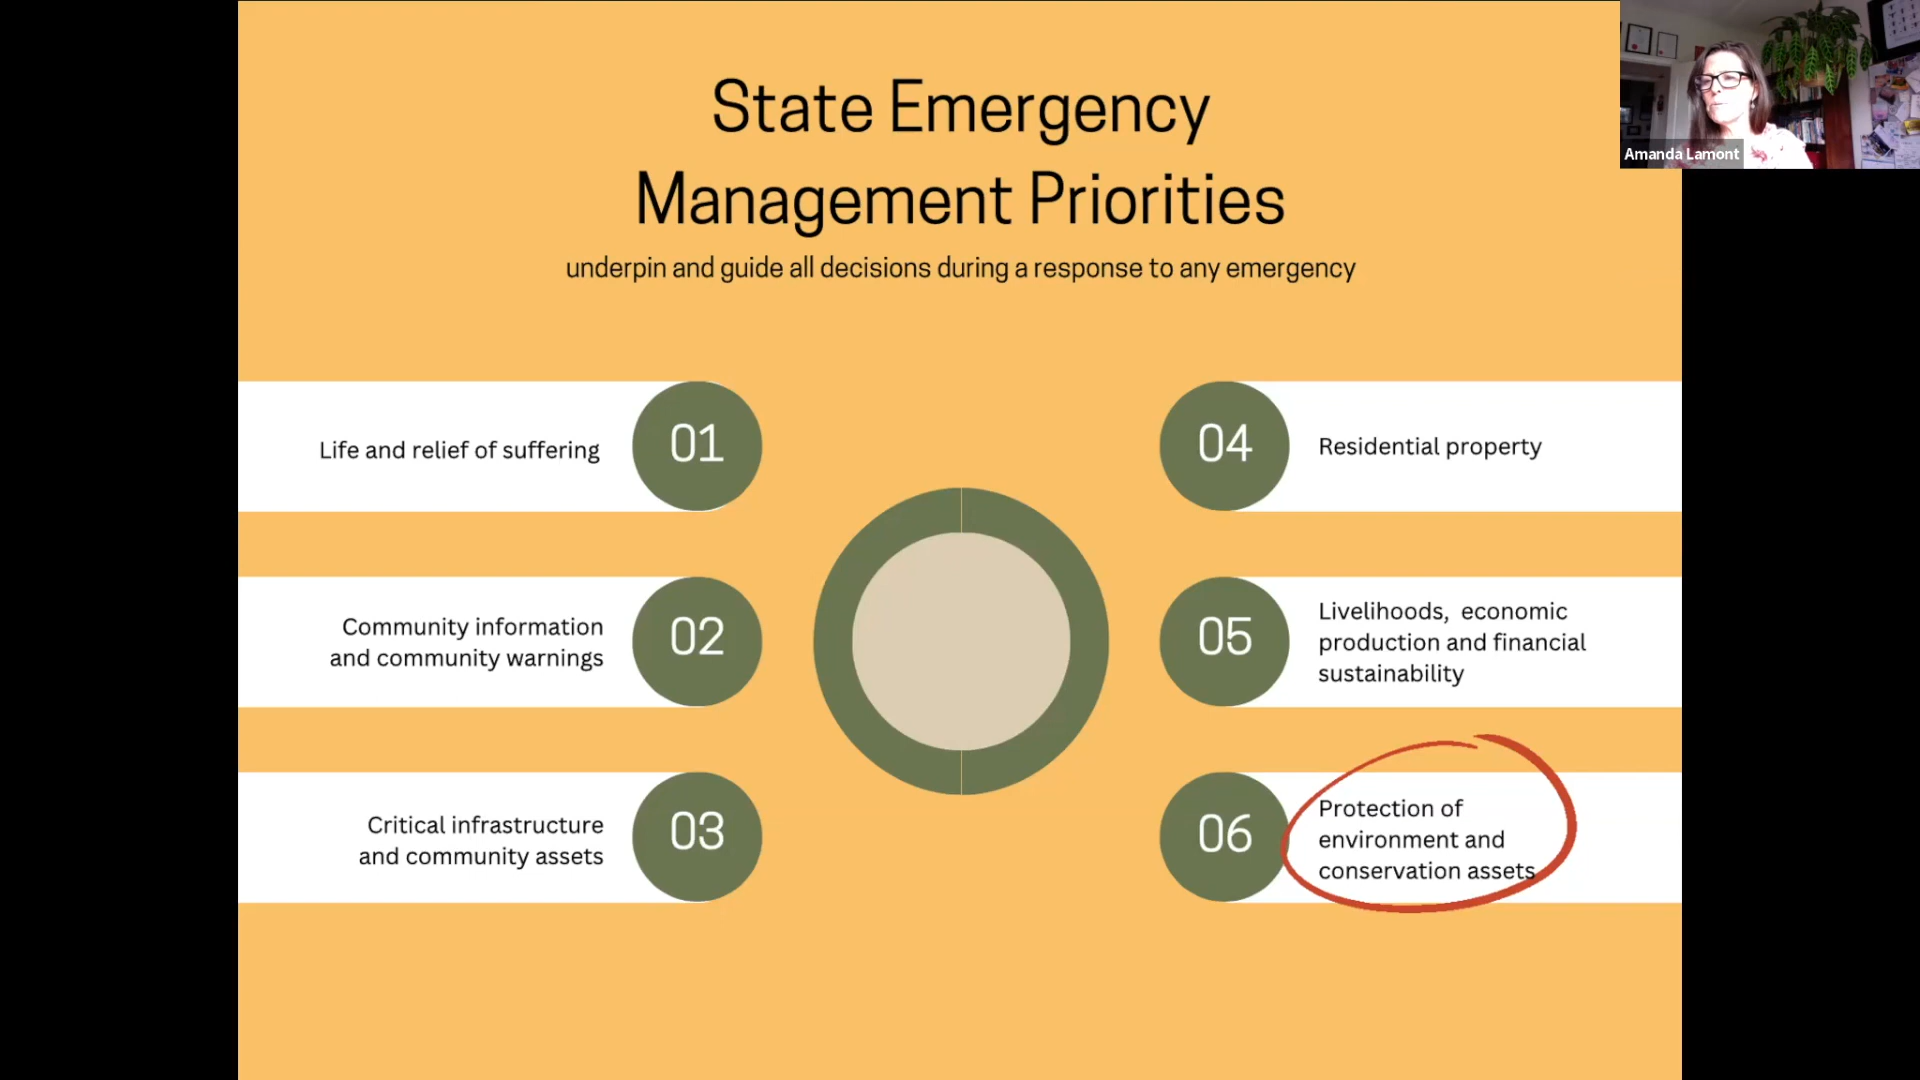 State Emergency
Management Priorities
underpin and guide all decisions during a response to any emergency
Amanda Lamont
01
Life and relief of suffering
02
Community information
and community warnings
03
Critical infrastructure
and community assets
04
Residential property
05
Livelihoods,  economic
production and financial
sustainability
06
Protection of
environment and
conservation assets